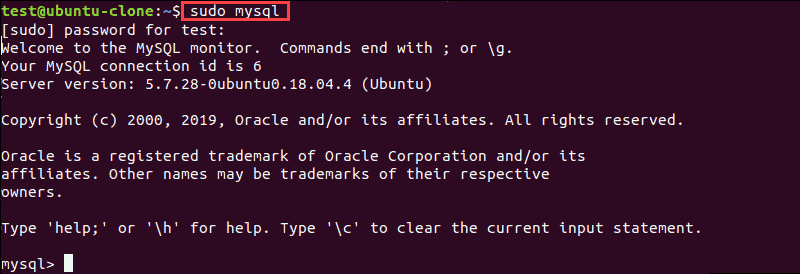 test@ubuntu-clone:~$ sudo mysql
[sudo] password for test:
Welcome to the MySQL monitor.  Commands end with ; or \g.
Your MySQL connection id is 6
Server version: 5.7.28-0ubuntu0.18.04.4 (Ubuntu)
Copyright (c) 2000, 2019, Oracle and/or its affiliates. All rights reserved.
Oracle is a registered trademark of Oracle Corporation and/or its
affiliates. Other names may be trademarks of their respective
owners.
Type 'help;' or '\h' for help. Type '\c' to clear the current input statement.
mysql>